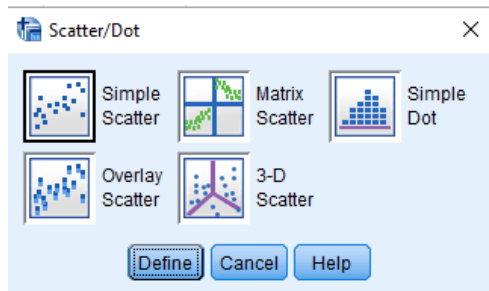 Scatter/Dot
Simple
Scatter
Matrix
Scatter
Simple
Dot
Overlay
Scatter
3-D
Scatter
Define
Cancel
Help